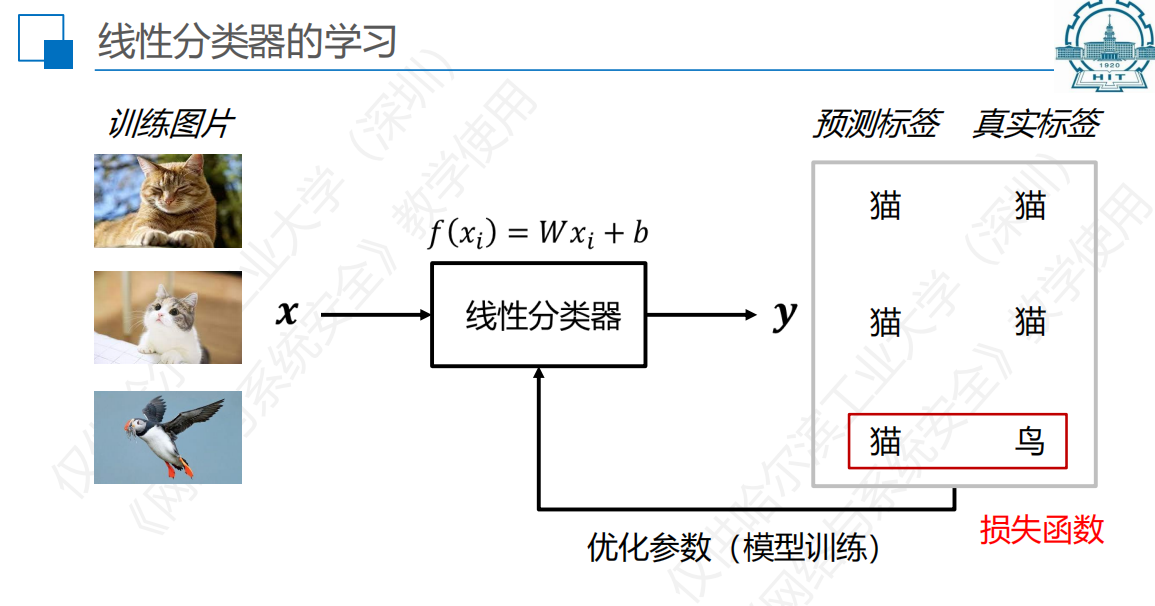 线性分类器的学习
1920
HIT
训练图片
预测标签 真实标签
猫 猫
f(x_i) = Wx_i + b
x
线性分类器
y
猫 猫
猫 鸟
优化参数（模型训练）
损失函数
仅供哈尔滨工业大学（深圳）
《网络与系统安全》教学使用
仅供哈尔滨工业大学（深圳）
《网络与系统安全》教学使用